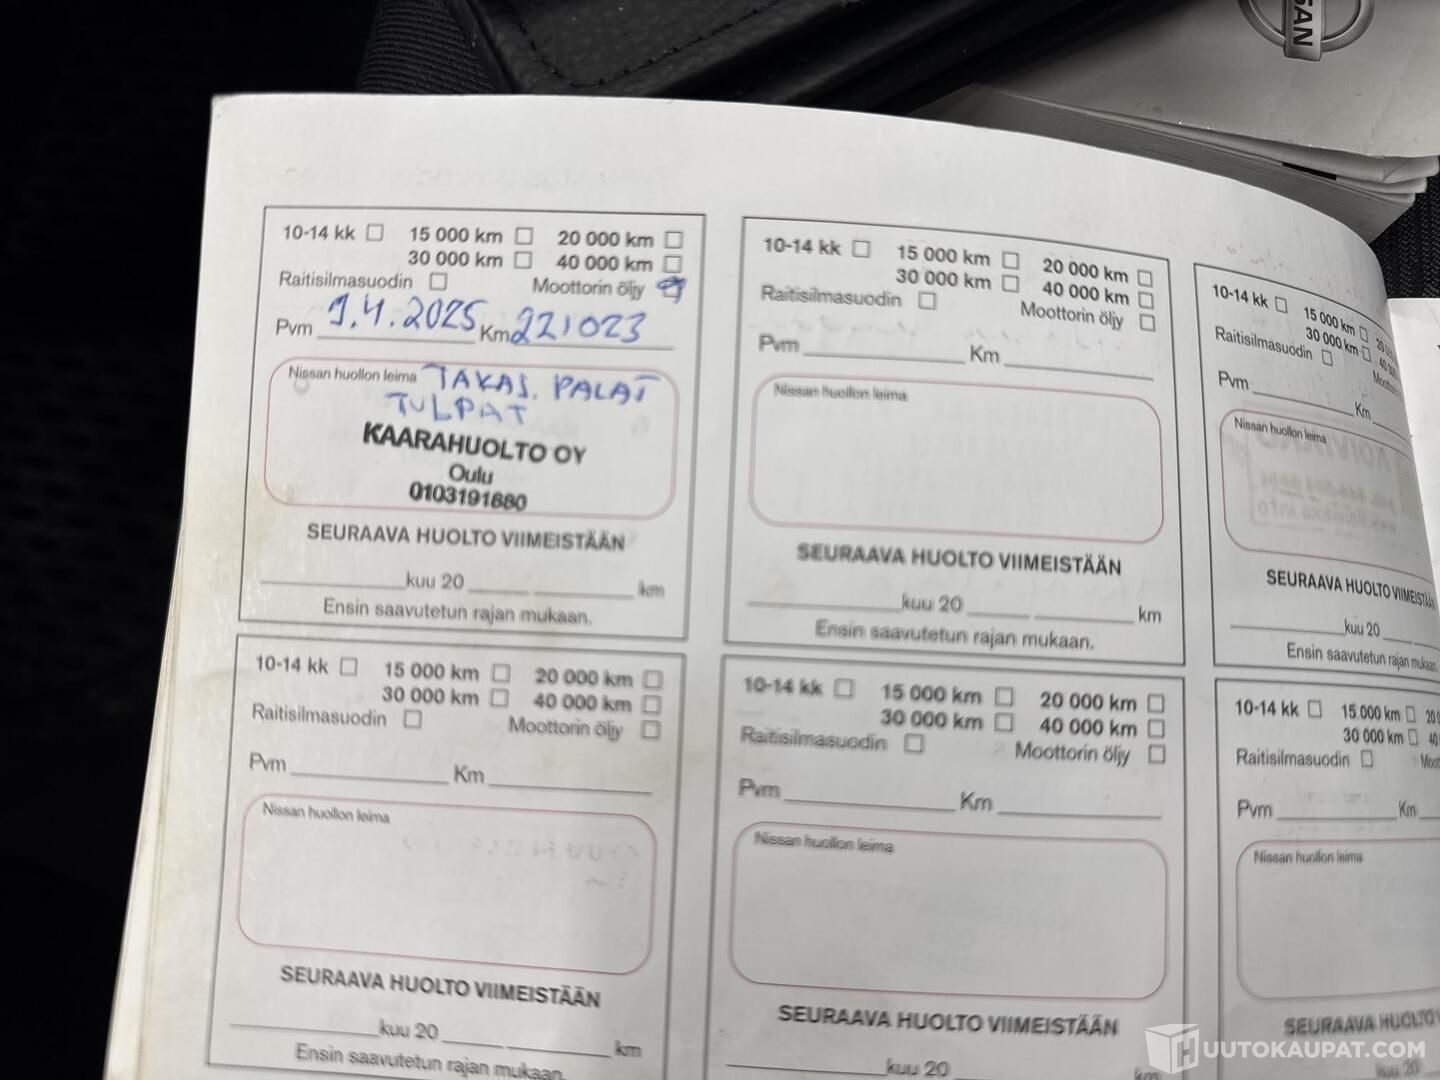 SAN
10-14 kk 15 000 km 20 000 km
30 000 km 40 000 km
Raitisilmasuodin Moottorin öljy
Pvm 9.4.2025 Km 221023
Nissan huollon leima TAKAJ. PALAT
TULPAT
KAARAHUOLTO OY
Oulu
0103191880
SEURAAVA HUOLTO VIIMEISTÄÄN
kuu 20 km
Ensin saavutetun rajan mukaan.
10-14 kk 15 000 km 20 000 km
30 000 km 40 000 km
Raitisilmasuodin Moottorin öljy
Pvm Km
Nissan huollon leima
SEURAAVA HUOLTO VIIMEISTÄÄN
kuu 20 km
Ensin saavutetun rajan mukaan.
10-14 kk 15 000 km
30 000 km
Raitisilmasuodin
Pvm Km
Nissan huollon leima
SEURAAVA HUOLTO VIIMEISTÄÄN
kuu 20
Ensin saavutetun rajan mukaan.
10-14 kk 15 000 km 20 000 km
30 000 km 40 000 km
Raitisilmasuodin Moottorin öljy
Pvm Km
Nissan huollon leima
SEURAAVA HUOLTO VIIMEISTÄÄN
kuu 20 km
Ensin saavutetun rajan mukaan.
10-14 kk 15 000 km 20 000 km
30 000 km 40 000 km
Raitisilmasuodin Moottorin öljy
Pvm Km
Nissan huollon leima
SEURAAVA HUOLTO VIIMEISTÄÄN
kuu 20 km
10-14 kk 15 000 km
30 000 km 40
Raitisilmasuodin
Pvm Km
Nissan huollon leima
SEURAAVA HUOLTO
kuu 20
HUUTOKAUPAT.COM